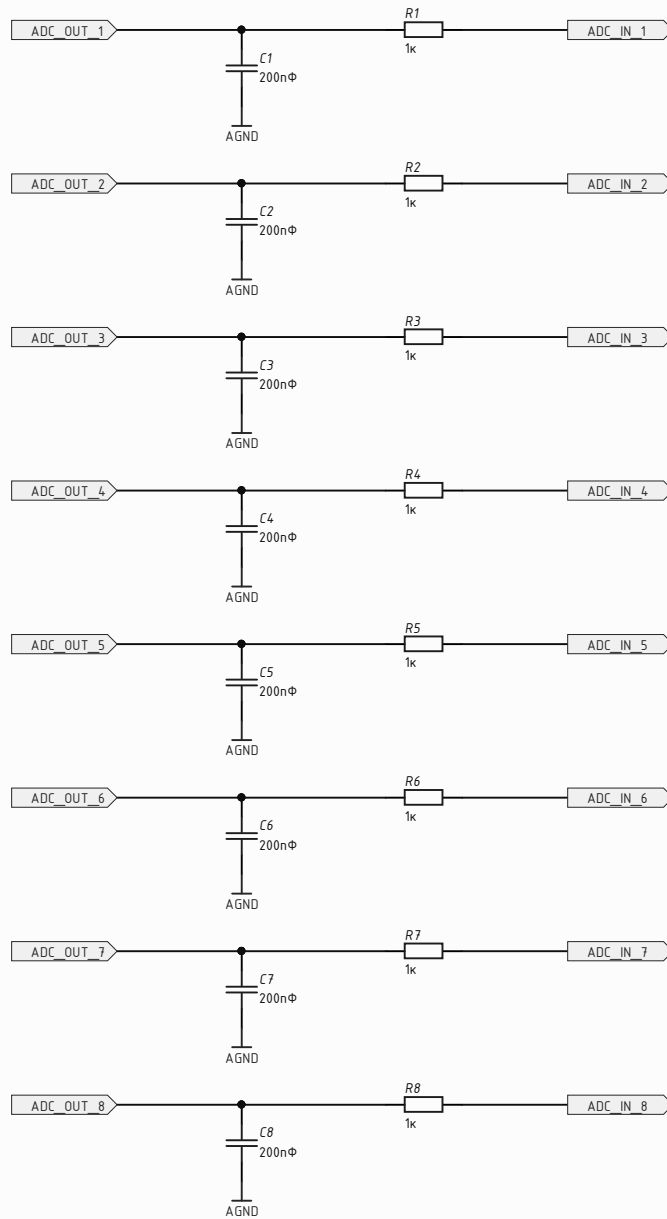 R1
ADC_OUT_1 ADC_IN_1
C1 1к
200пФ
AGND
R2
ADC_OUT_2 ADC_IN_2
C2 1к
200пФ
AGND
R3
ADC_OUT_3 ADC_IN_3
C3 1к
200пФ
AGND
R4
ADC_OUT_4 ADC_IN_4
C4 1к
200пФ
AGND
R5
ADC_OUT_5 ADC_IN_5
C5 1к
200пФ
AGND
R6
ADC_OUT_6 ADC_IN_6
C6 1к
200пФ
AGND
R7
ADC_OUT_7 ADC_IN_7
C7 1к
200пФ
AGND
R8
ADC_OUT_8 ADC_IN_8
C8 1к
200пФ
AGND